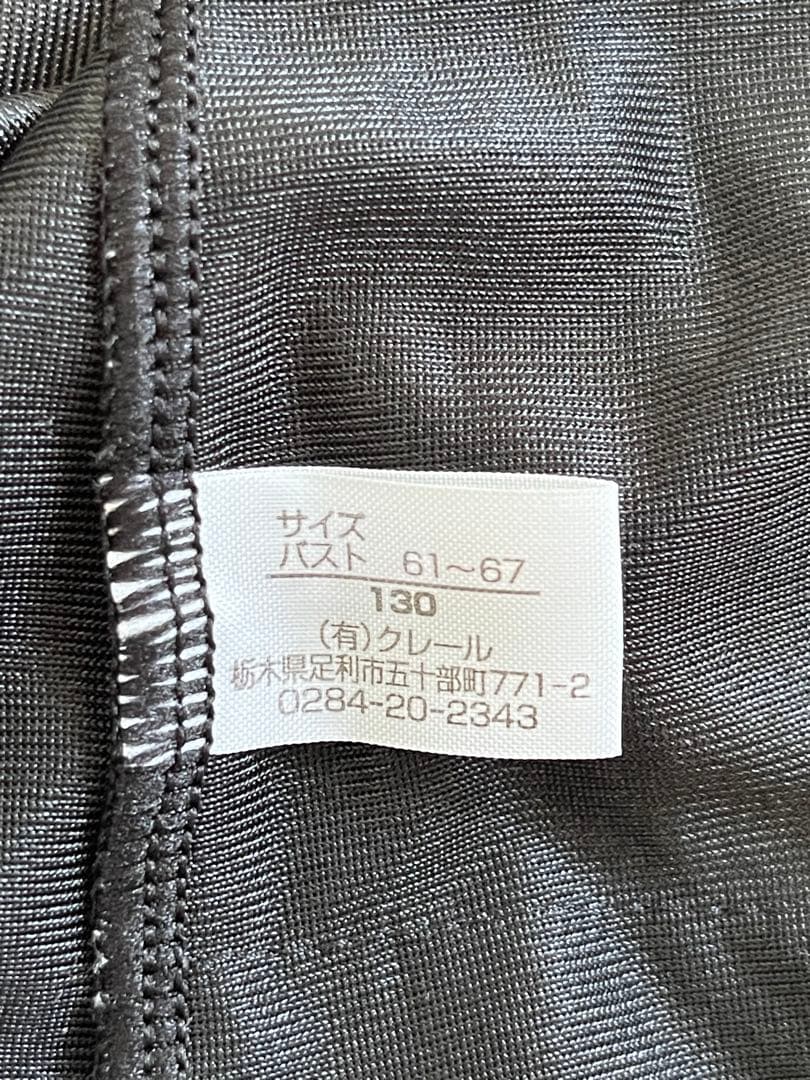 サイズ
バスト 61～67
130
(有)クレール
栃木県足利市五十部町771-2
0284-20-2343